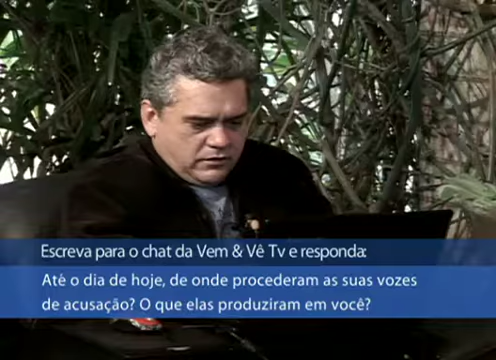 Escreva para o chat da Vem & Vê Tv e responda:
Até o dia de hoje, de onde procederam as suas vozes
de acusação? O que elas produziram em você?